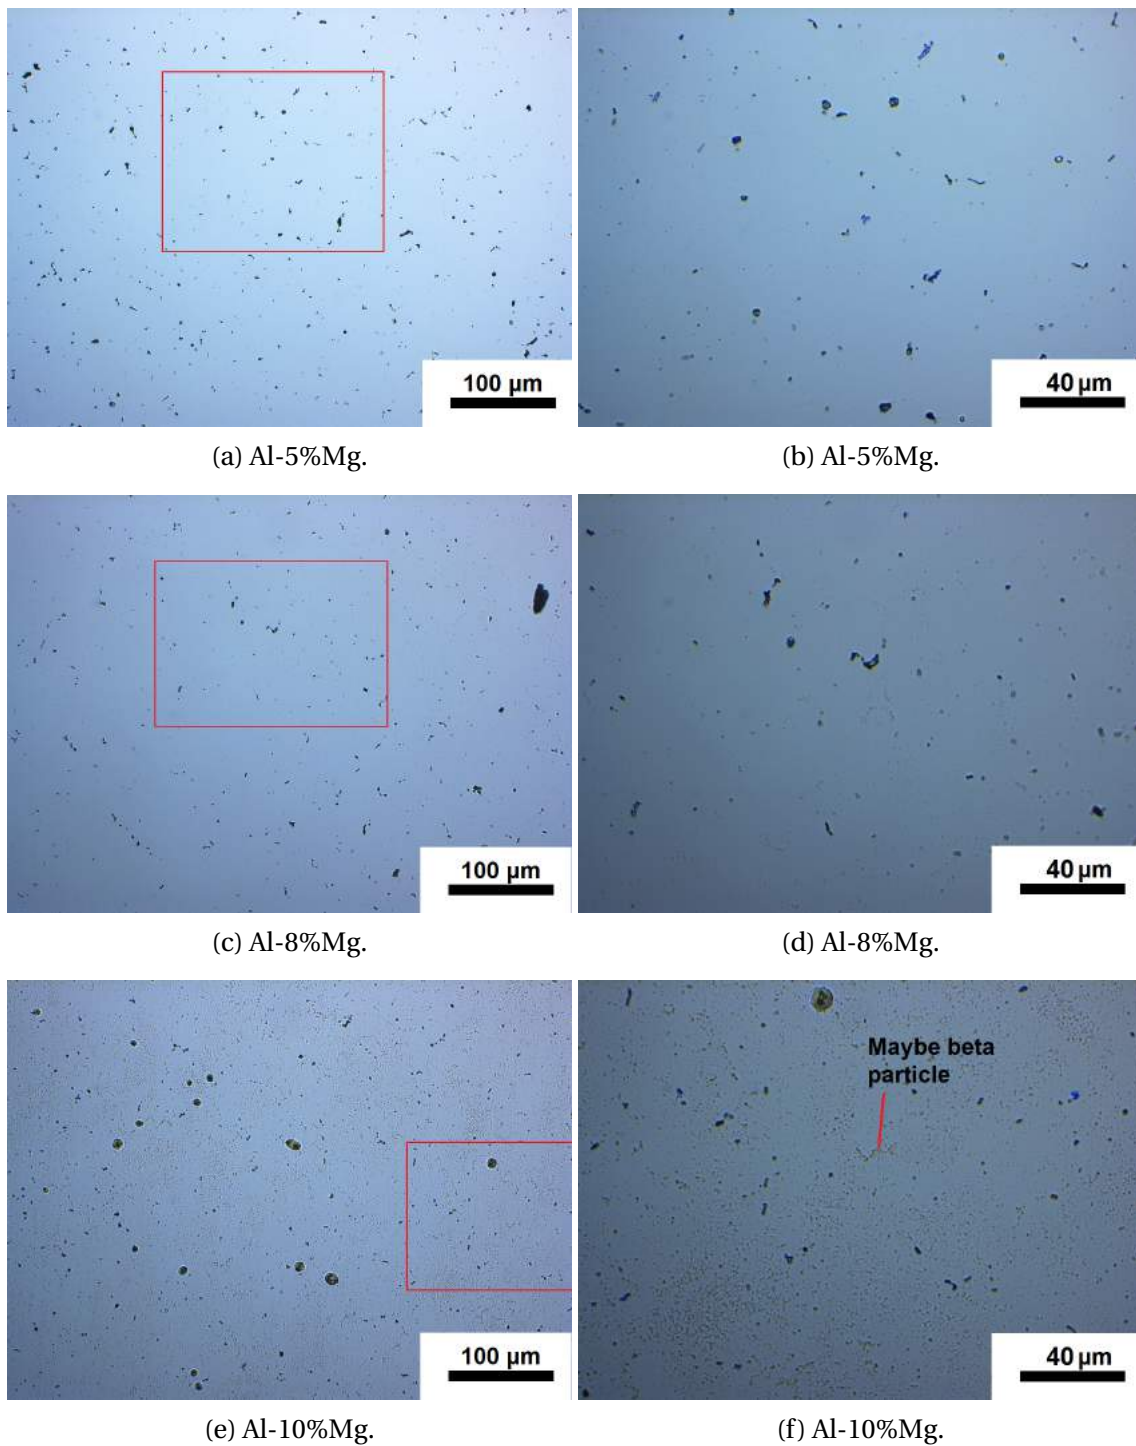 100 µm
40 µm
(a) Al-5%Mg.
(b) Al-5%Mg.
100 µm
40 µm
(c) Al-8%Mg.
(d) Al-8%Mg.
Maybe beta
particle
100 µm
40 µm
(e) Al-10%Mg.
(f) Al-10%Mg.